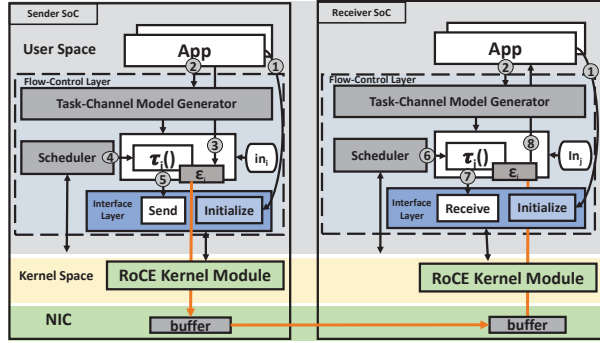 Sender SoC
User Space
App
1
2
Flow-Control Layer
Task-Channel Model Generator
3
Scheduler
4
τi()
ini
5
εi
Interface Layer
Send
Initialize
Kernel Space
RoCE Kernel Module
NIC
buffer
Receiver SoC
App
1
2
Flow-Control Layer
Task-Channel Model Generator
8
Scheduler
6
τj()
Inj
7
εi
Interface Layer
Receive
Initialize
RoCE Kernel Module
buffer